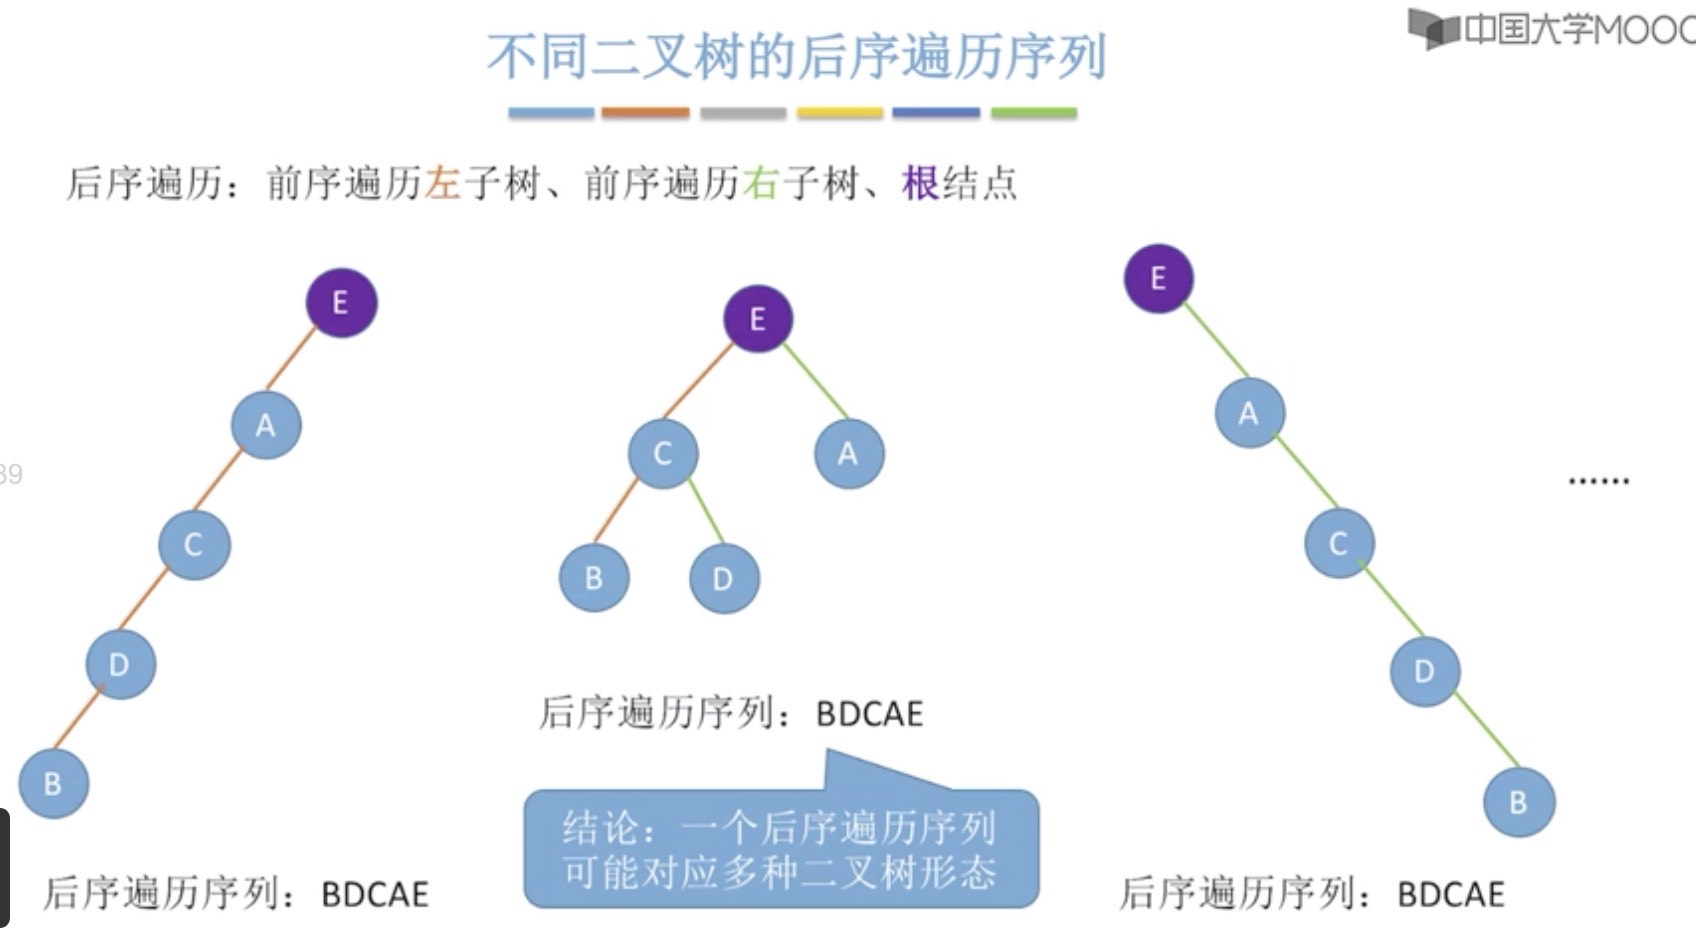 中国大学MOOC
不同二叉树的后序遍历序列
后序遍历：前序遍历左子树、前序遍历右子树、根结点
E
A
C
D
B
后序遍历序列：BDCAE
E
C
A
B
D
后序遍历序列：BDCAE
结论：一个后序遍历序列
可能对应多种二叉树形态
E
A
C
D
B
后序遍历序列：BDCAE
......
39